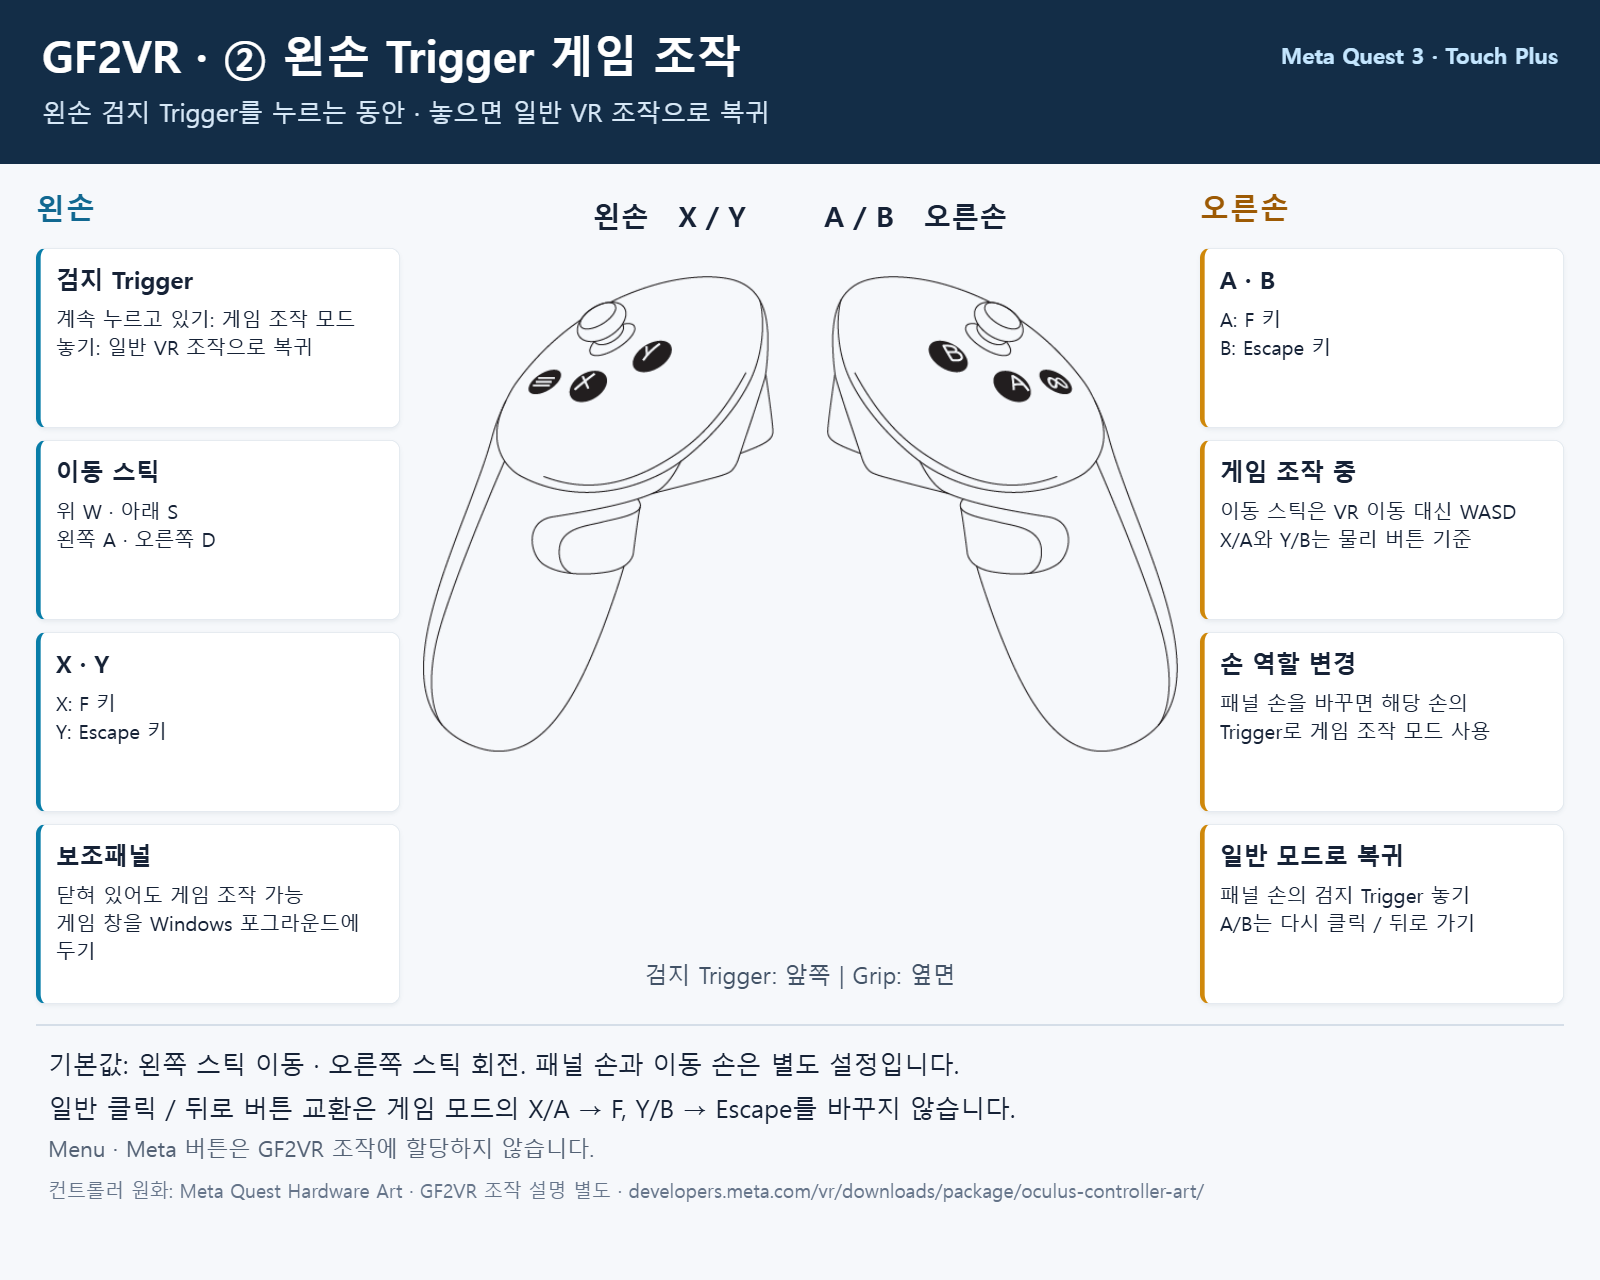 GF2VR · ② 왼손 Trigger 게임 조작
Meta Quest 3 · Touch Plus
왼손 검지 Trigger를 누르는 동안 · 놓으면 일반 VR 조작으로 복귀
왼손
검지 Trigger
계속 누르고 있기: 게임 조작 모드
놓기: 일반 VR 조작으로 복귀
이동 스틱
위 W · 아래 S
왼쪽 A · 오른쪽 D
X · Y
X: F 키
Y: Escape 키
보조패널
닫혀 있어도 게임 조작 가능
게임 창을 Windows 포그라운드에
두기
왼손 X / Y
A / B 오른손
Y
X
B
A
검지 Trigger: 앞쪽 | Grip: 옆면
오른손
A · B
A: F 키
B: Escape 키
게임 조작 중
이동 스틱은 VR 이동 대신 WASD
X/A와 Y/B는 물리 버튼 기준
손 역할 변경
패널 손을 바꾸면 해당 손의
Trigger로 게임 조작 모드 사용
일반 모드로 복귀
패널 손의 검지 Trigger 놓기
A/B는 다시 클릭 / 뒤로 가기
기본값: 왼쪽 스틱 이동 · 오른쪽 스틱 회전. 패널 손과 이동 손은 별도 설정입니다.
일반 클릭 / 뒤로 버튼 교환은 게임 모드의 X/A → F, Y/B → Escape를 바꾸지 않습니다.
Menu · Meta 버튼은 GF2VR 조작에 할당하지 않습니다.
컨트롤러 원화: Meta Quest Hardware Art · GF2VR 조작 설명 별도 · developers.meta.com/vr/downloads/package/oculus-controller-art/